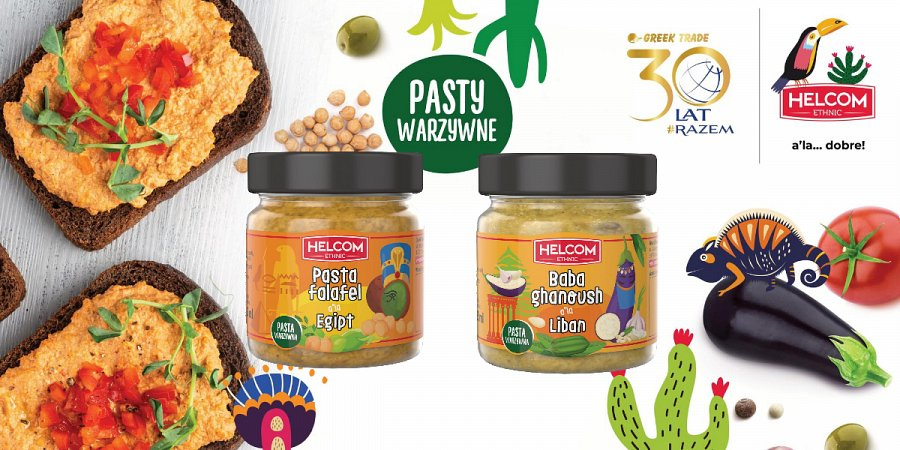 PASTY
WARZYWNE
GREEK TRADE
30
LAT
#RAZEM
HELCOM
ETHNIC
a'la... dobre!
HELCOM
ETHNIC
Pasta
falafel
a'la
Egipt
PASTA
WARZYWNA
HELCOM
ETHNIC
Baba
ghanoush
a'la
Liban
PASTA
WARZYWNA